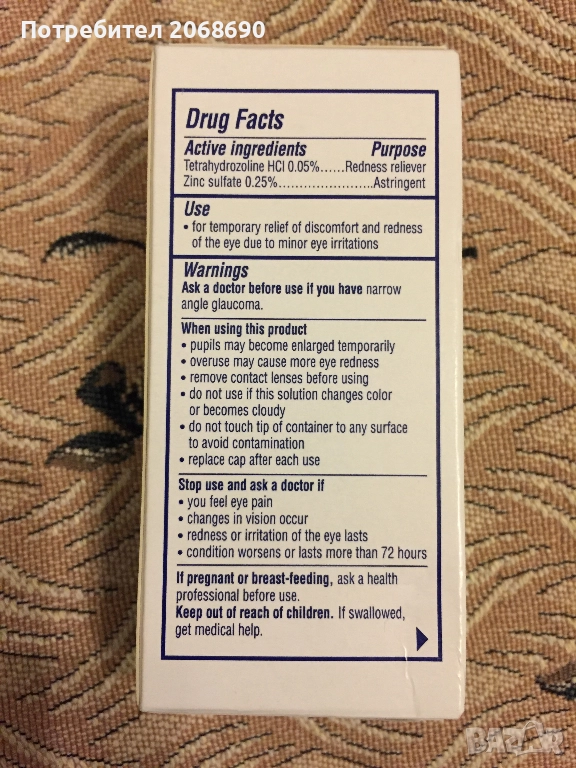 Потребител 2068690
Drug Facts
Active ingredients Purpose
Tetrahydrozoline HCl 0.05%......Redness reliever
Zinc sulfate 0.25%.......................Astringent
Use
• for temporary relief of discomfort and redness
of the eye due to minor eye irritations
Warnings
Ask a doctor before use if you have narrow
angle glaucoma.
When using this product
• pupils may become enlarged temporarily
• overuse may cause more eye redness
• remove contact lenses before using
• do not use if this solution changes color
or becomes cloudy
• do not touch tip of container to any surface
to avoid contamination
• replace cap after each use
Stop use and ask a doctor if
• you feel eye pain
• changes in vision occur
• redness or irritation of the eye lasts
• condition worsens or lasts more than 72 hours
If pregnant or breast-feeding, ask a health
professional before use.
Keep out of reach of children. If swallowed,
get medical help.
BAZAR